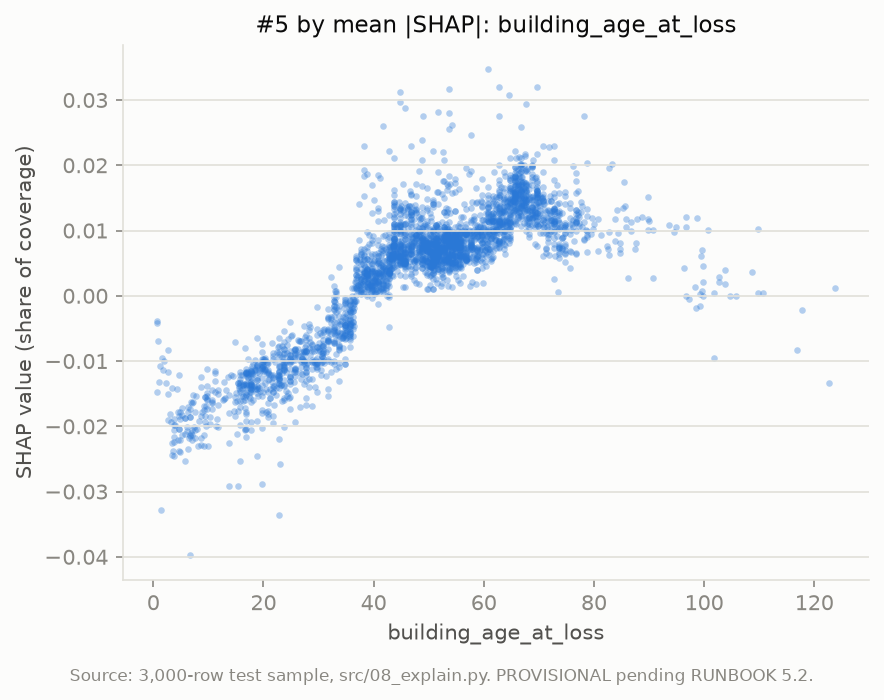 #5 by mean |SHAP|: building_age_at_loss
SHAP value (share of coverage)
0.03
0.02
0.01
0.00
−0.01
−0.02
−0.03
−0.04
0 20 40 60 80 100 120
building_age_at_loss
Source: 3,000-row test sample, src/08_explain.py. PROVISIONAL pending RUNBOOK 5.2.